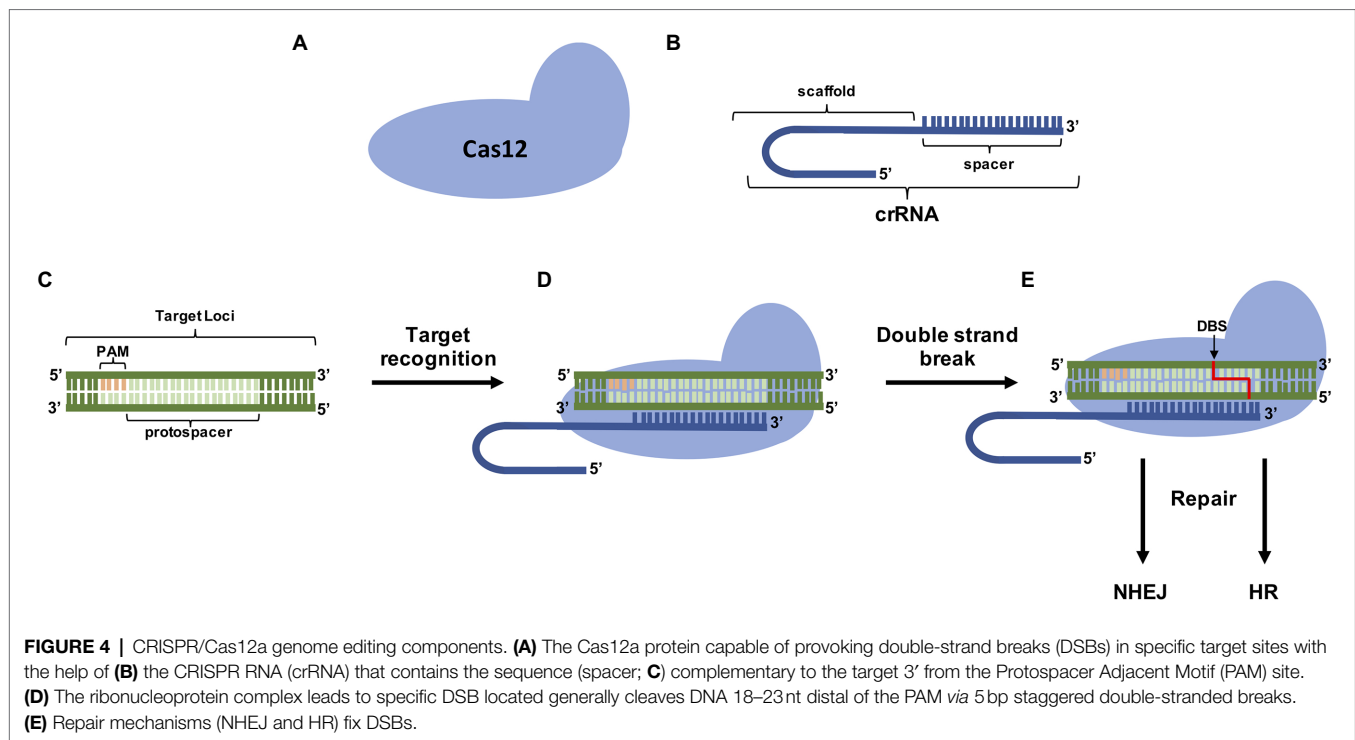 A
B
Cas12
scaffold
3’
spacer
5’
crRNA
C
D
E
Target Loci
PAM
5’
3’
3’
5’
protospacer
Target
recognition
5’
3’
3’
5’
3’
5’
Double strand
break
DBS
5’
3’
3’
5’
3’
5’
Repair
NHEJ
HR
FIGURE 4 | CRISPR/Cas12a genome editing components. (A) The Cas12a protein capable of provoking double-strand breaks (DSBs) in specific target sites with
the help of (B) the CRISPR RNA (crRNA) that contains the sequence (spacer; C) complementary to the target 3′ from the Protospacer Adjacent Motif (PAM) site.
(D) The ribonucleoprotein complex leads to specific DSB located generally cleaves DNA 18–23 nt distal of the PAM via 5 bp staggered double-stranded breaks.
(E) Repair mechanisms (NHEJ and HR) fix DSBs.